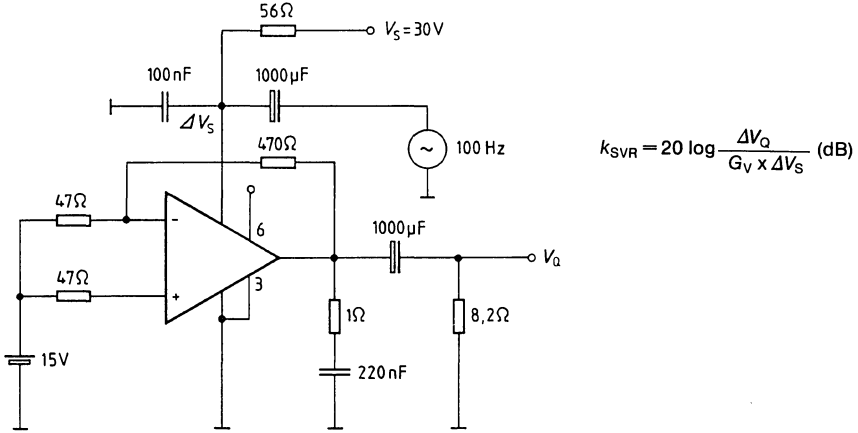 56Ω
V_S = 30V
100nF
1000µF
ΔV_S
100 Hz
470Ω
k_SVR = 20 log ΔV_Q / G_V x ΔV_S (dB)
47Ω
−
6
1000µF
V_Q
47Ω
+
3
1Ω
8,2Ω
15V
220nF